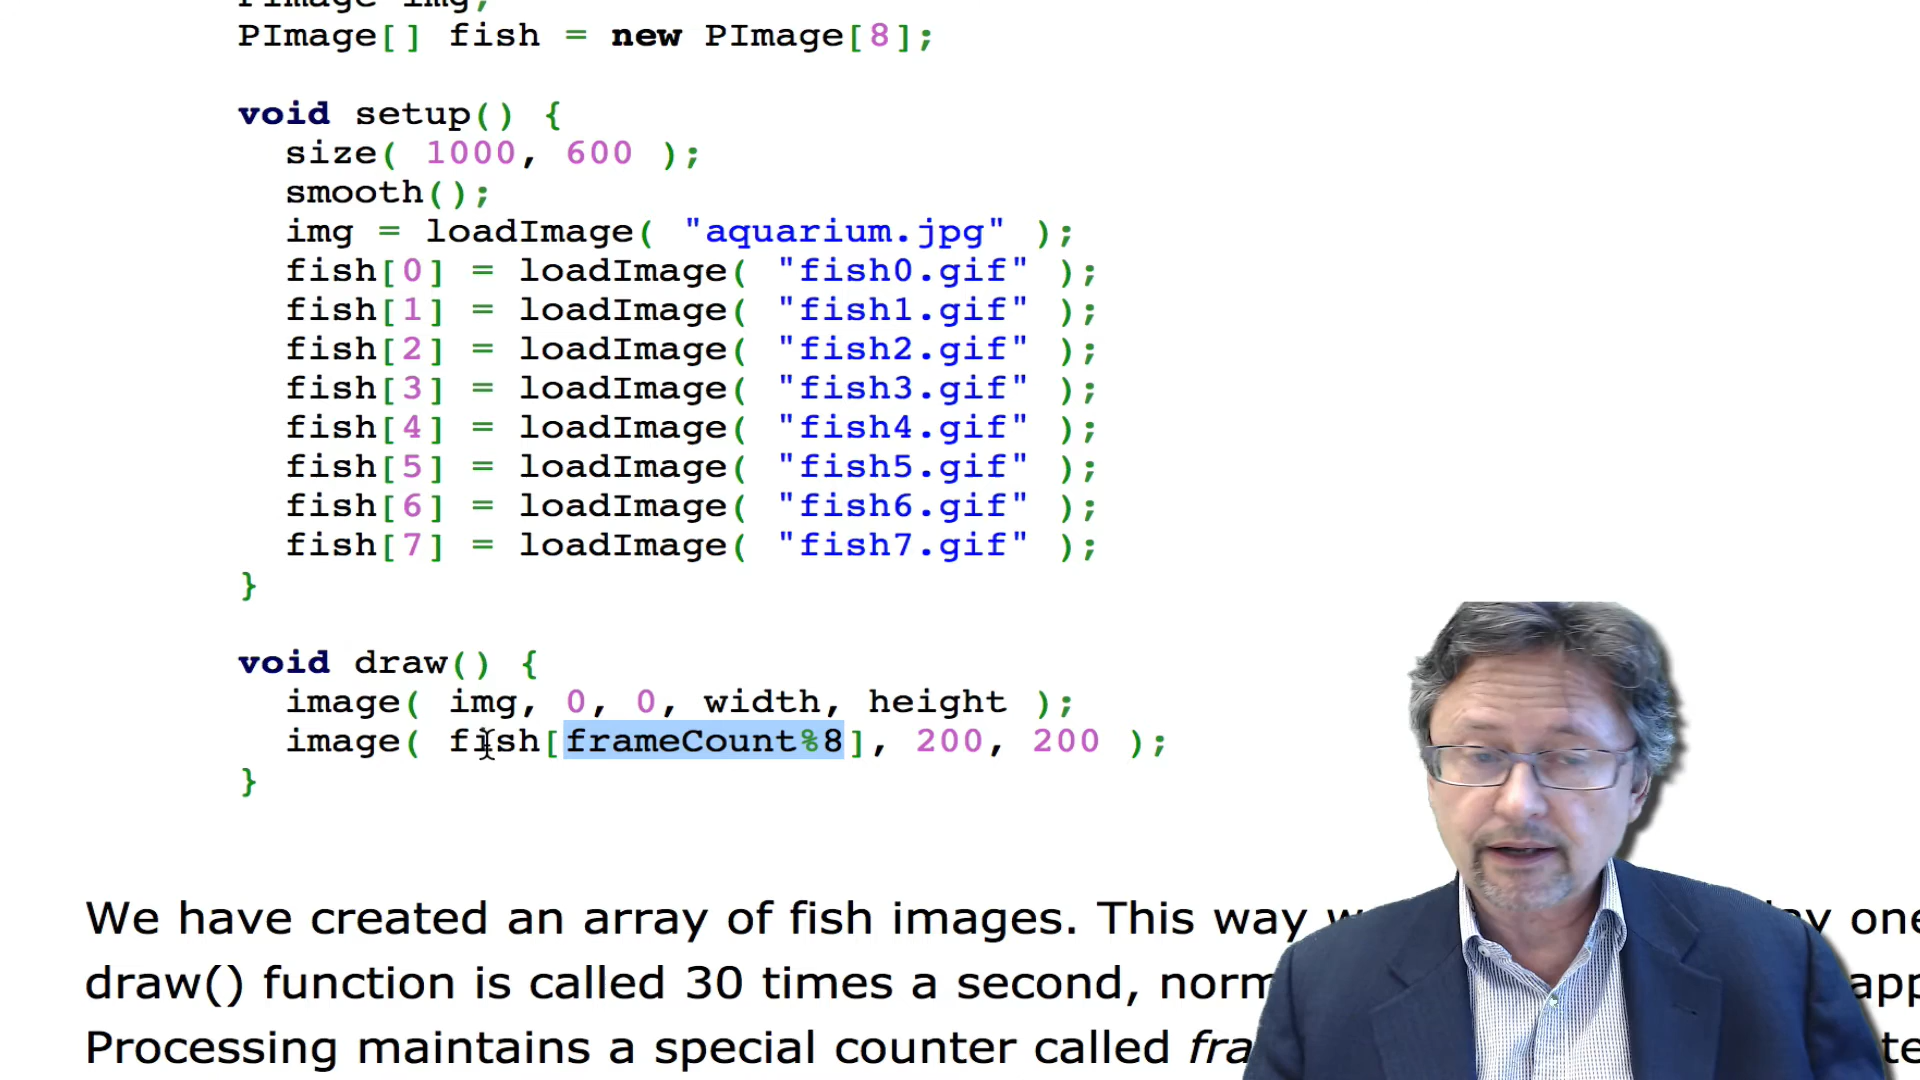 PImage img;
PImage[] fish = new PImage[8];
void setup() {
size( 1000, 600 );
smooth();
img = loadImage( "aquarium.jpg" );
fish[0] = loadImage( "fish0.gif" );
fish[1] = loadImage( "fish1.gif" );
fish[2] = loadImage( "fish2.gif" );
fish[3] = loadImage( "fish3.gif" );
fish[4] = loadImage( "fish4.gif" );
fish[5] = loadImage( "fish5.gif" );
fish[6] = loadImage( "fish6.gif" );
fish[7] = loadImage( "fish7.gif" );
}
void draw() {
image( img, 0, 0, width, height );
image( fish[frameCount%8], 200, 200 );
}
We have created an array of fish images. This way one
draw() function is called 30 times a second,
Processing maintains a special counter called